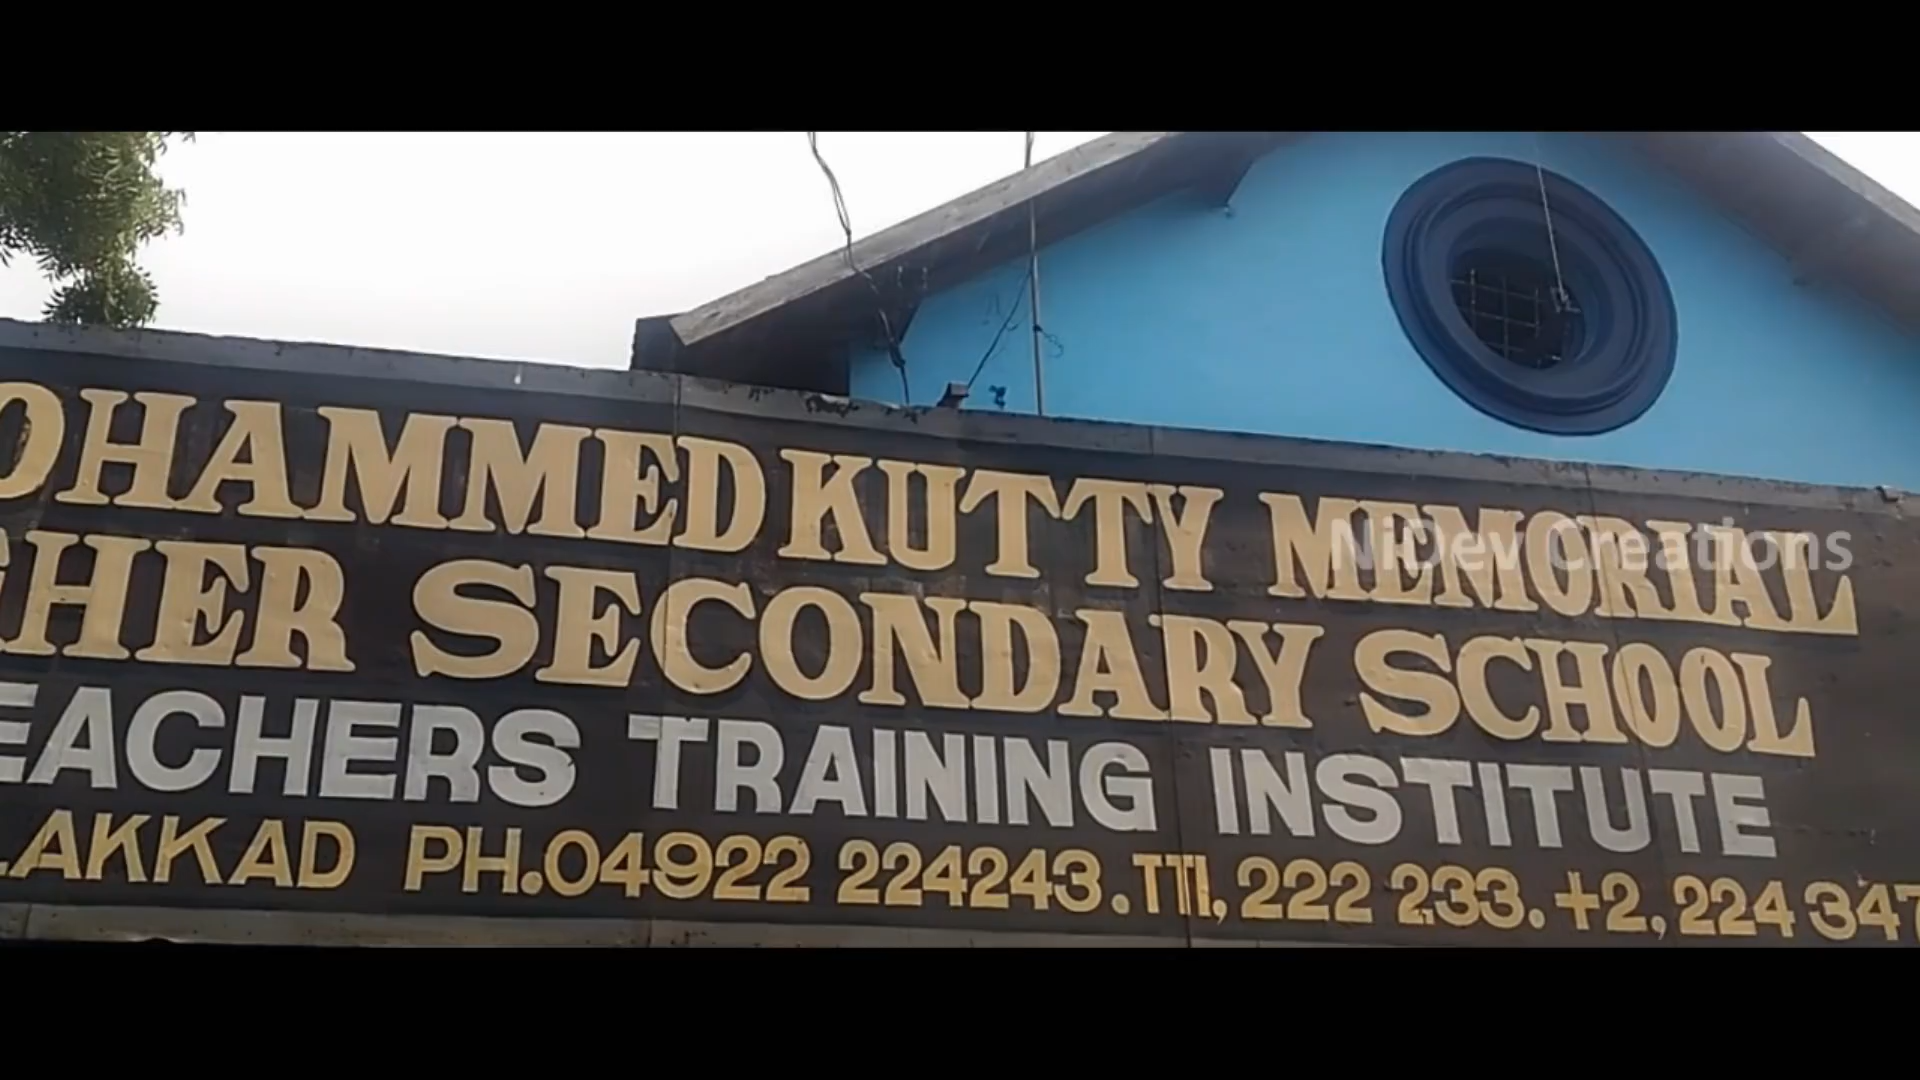 OHAMMED KUTTY MEMORIAL
GHER SECONDARY SCHOOL
EACHERS TRAINING INSTITUTE
LAKKAD PH.04922 224243.TTI, 222 233. +2, 224 347
NiDev Creations